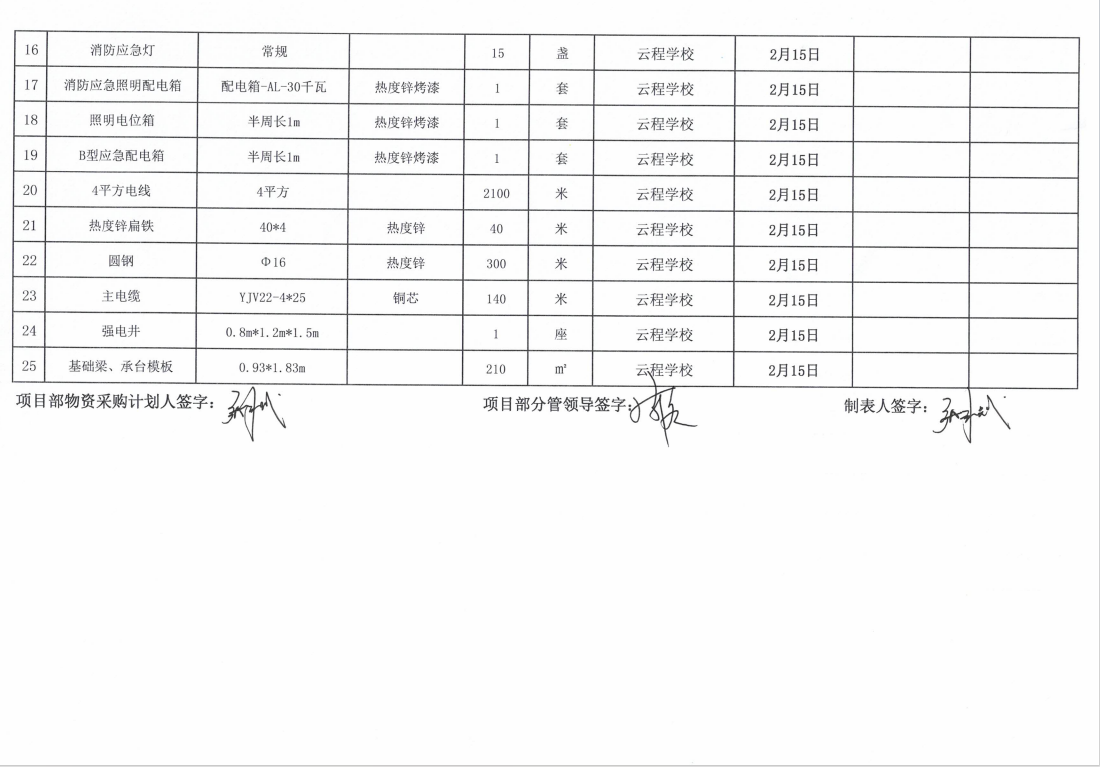 16 消防应急灯 常规 15 盏 云程学校 2月15日
17 消防应急照明配电箱 配电箱-AL-30千瓦 热度锌烤漆 1 套 云程学校 2月15日
18 照明电位箱 半周长1m 热度锌烤漆 1 套 云程学校 2月15日
19 B型应急配电箱 半周长1m 热度锌烤漆 1 套 云程学校 2月15日
20 4平方电线 4平方 2100 米 云程学校 2月15日
21 热度锌扁铁 40*4 热度锌 40 米 云程学校 2月15日
22 圆钢 Φ16 热度锌 300 米 云程学校 2月15日
23 主电缆 YJV22-4*25 铜芯 140 米 云程学校 2月15日
24 强电井 0.8m*1.2m*1.5m 1 座 云程学校 2月15日
25 基础梁、承台模板 0.93*1.83m 210 m² 云程学校 2月15日
项目部物资采购计划人签字： 项目部分管领导签字： 制表人签字：